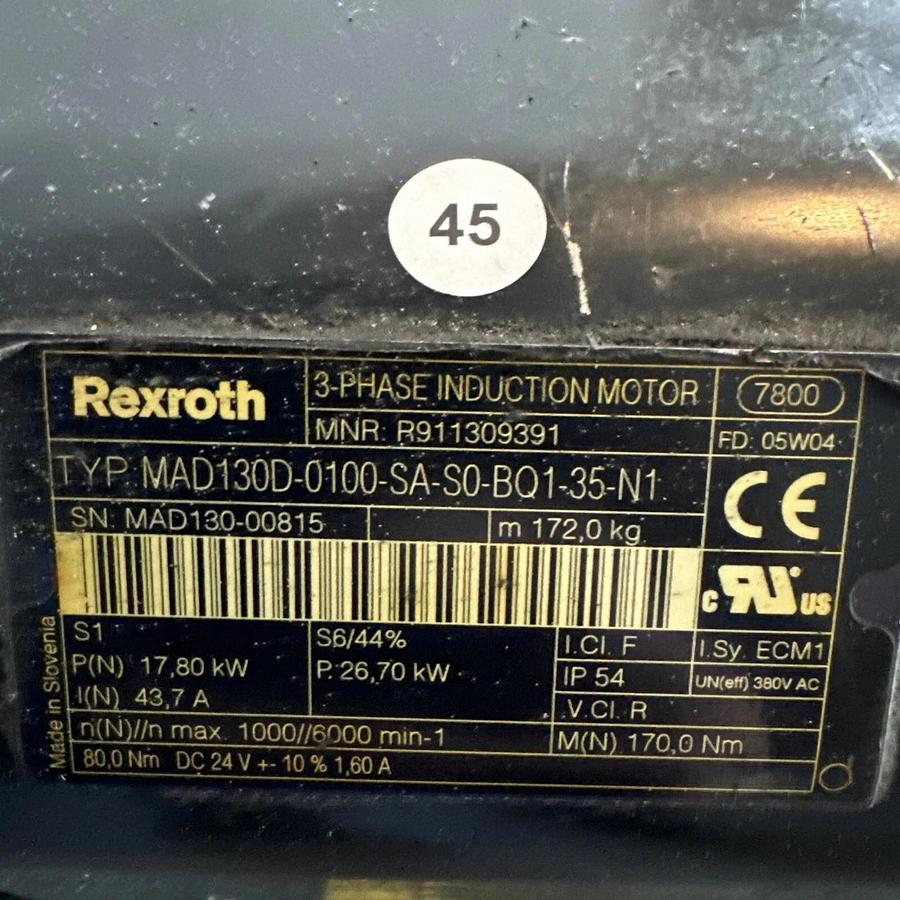 45
Rexroth
3-PHASE INDUCTION MOTOR
7800
MNR: R911309391
FD: 05W04
TYP MAD130D-0100-SA-S0-BQ1-35-N1
CE
SN: MAD130-00815
m 172,0 kg
c RU US
Made in Slovenia
S1
S6/44%
I.Cl. F
I.Sy. ECM1
P(N) 17,80 kW
P: 26,70 kW
IP 54
UN(eff) 380V AC
I(N) 43,7 A
V.Cl. R
n(N)//n max. 1000//6000 min-1
M(N) 170,0 Nm
80,0 Nm DC 24 V +- 10 % 1,60 A